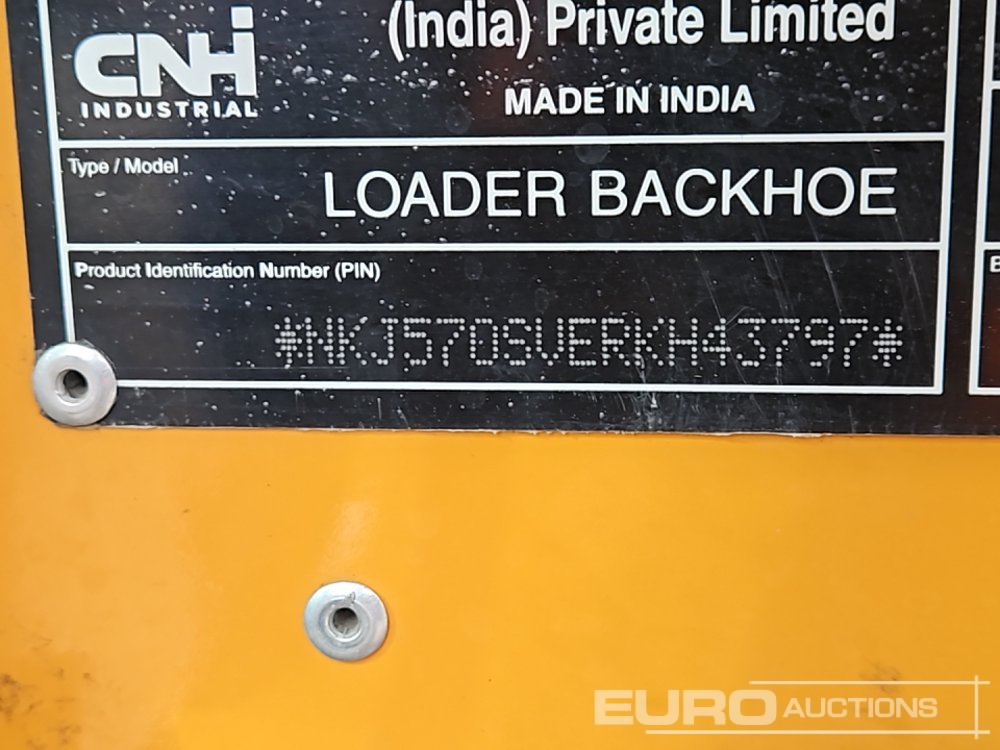 CNH
INDUSTRIAL
(India) Private Limited
MADE IN INDIA
Type / Model
LOADER BACKHOE
Product Identification Number (PIN)
*NKJ570SVERKH43797*
EURO AUCTIONS